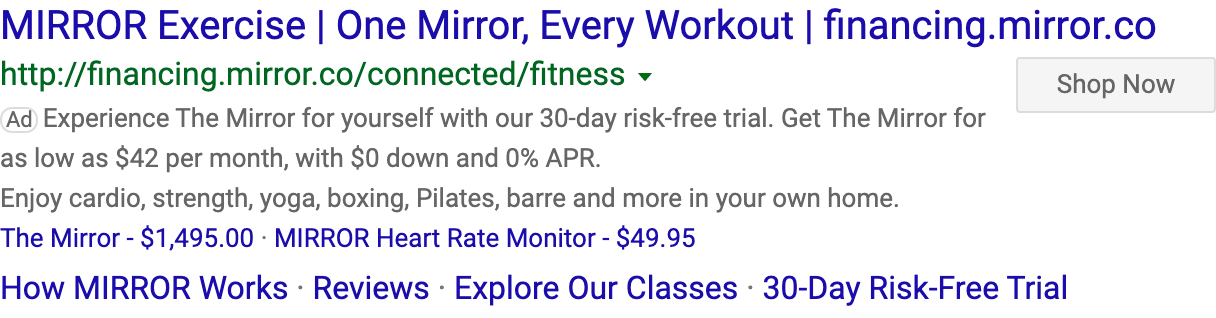 MIRROR Exercise | One Mirror, Every Workout | financing.mirror.co
http://financing.mirror.co/connected/fitness
Shop Now
Ad Experience The Mirror for yourself with our 30-day risk-free trial. Get The Mirror for
as low as $42 per month, with $0 down and 0% APR.
Enjoy cardio, strength, yoga, boxing, Pilates, barre and more in your own home.
The Mirror - $1,495.00 · MIRROR Heart Rate Monitor - $49.95
How MIRROR Works · Reviews · Explore Our Classes · 30-Day Risk-Free Trial